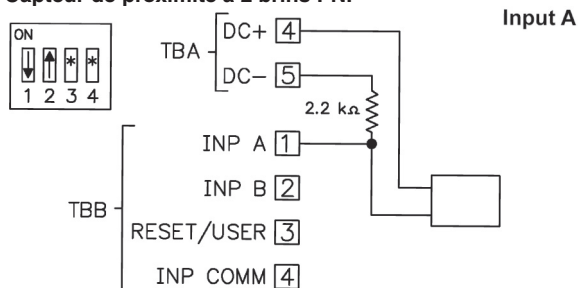 Input A
ON
1 2 3 4
TBA
DC+ 4
DC− 5
2.2 kΩ
INP A 1
INP B 2
TBB
RESET/USER 3
INP COMM 4